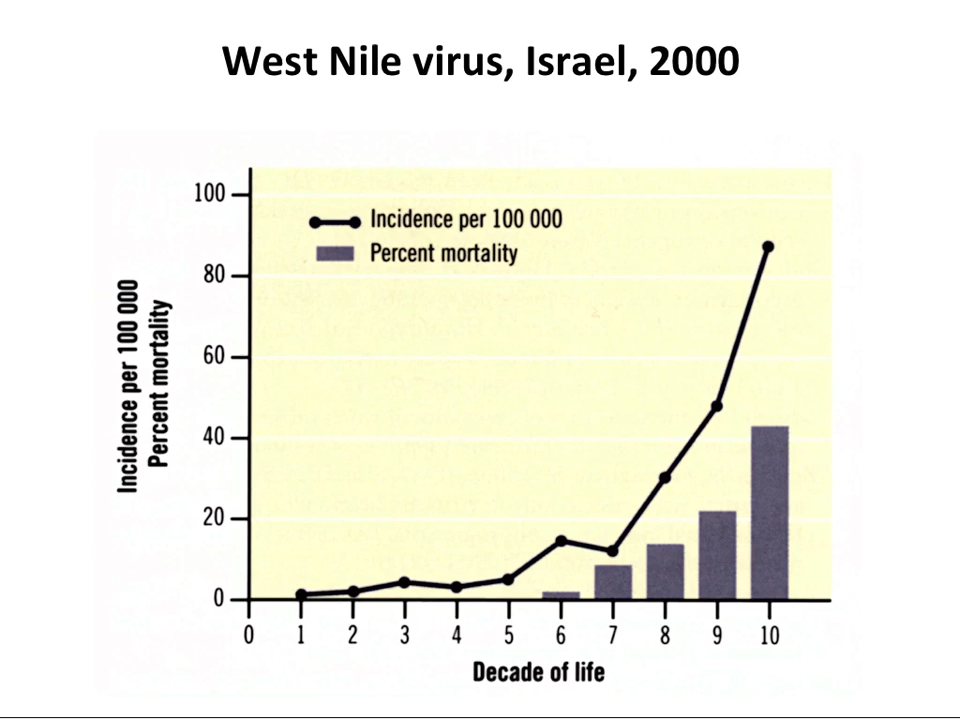 West Nile virus, Israel, 2000
Incidence per 100 000
Percent mortality
100
80
60
40
20
0
Incidence per 100 000
Percent mortality
0 1 2 3 4 5 6 7 8 9 10
Decade of life